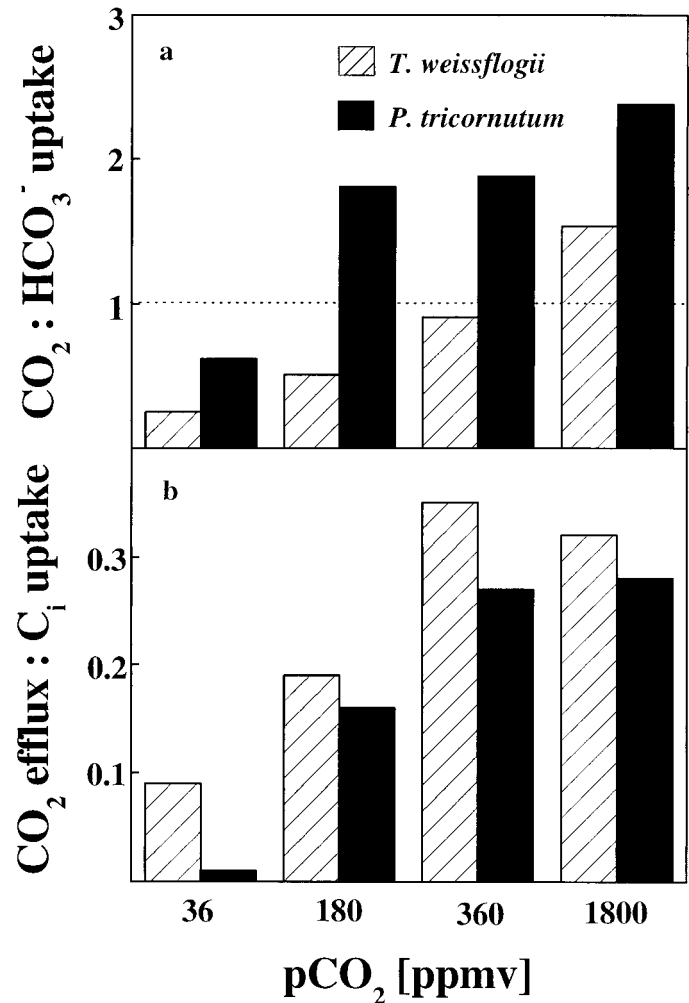 3
a
T. weissflogii
P. tricornutum
2
1
CO₂ : HCO₃⁻ uptake
b
0.3
0.2
0.1
CO₂ efflux : Cᵢ uptake
36 180 360 1800
pCO₂ [ppmv]